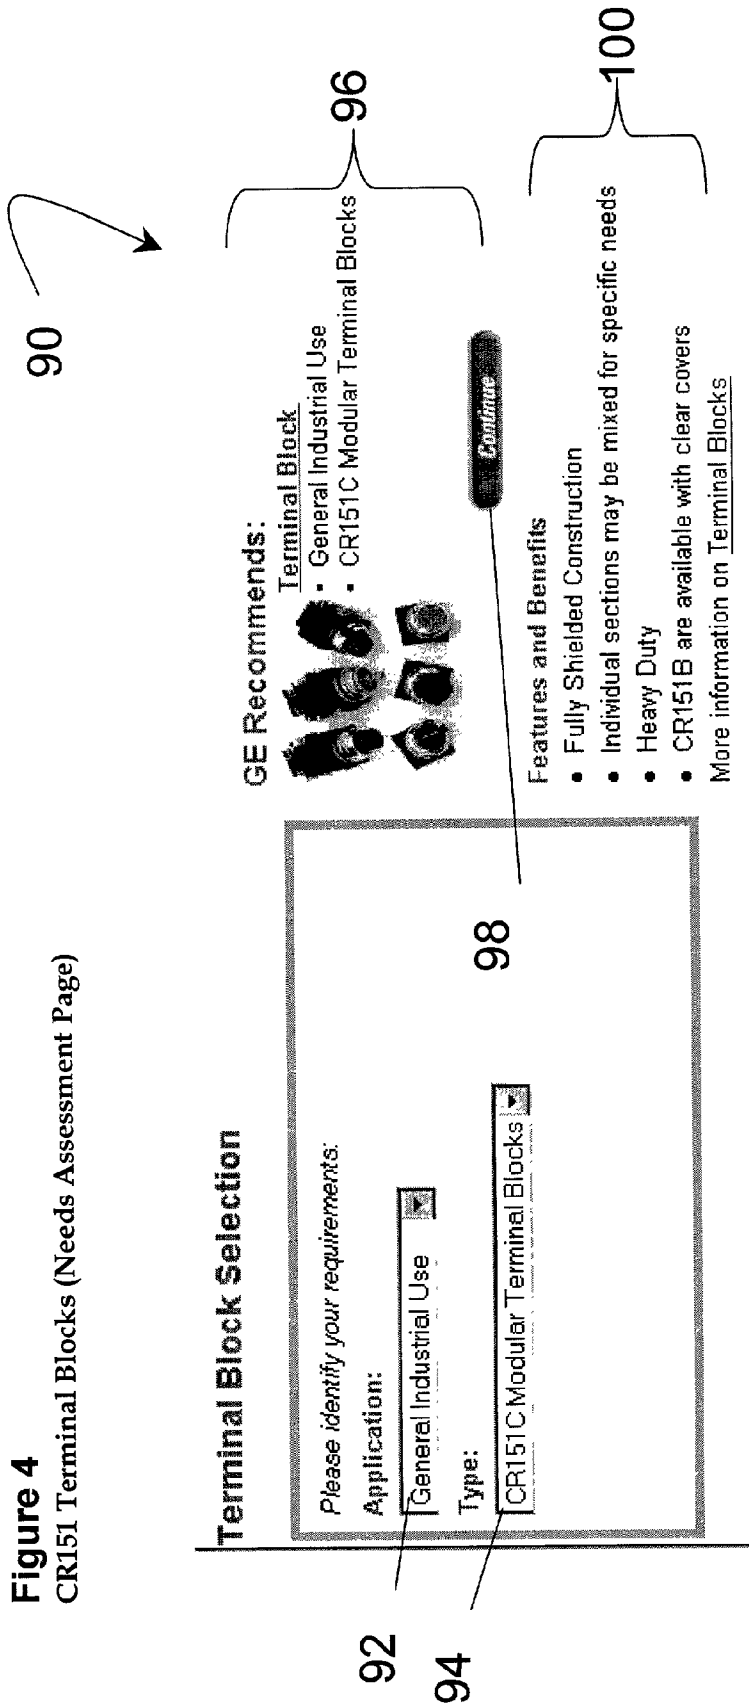 Figure 4
CR151 Terminal Blocks (Needs Assessment Page)
90
Terminal Block Selection
Please identify your requirements:
Application:
General Industrial Use
Type:
CR151C Modular Terminal Blocks
92
94
GE Recommends:
Terminal Block
• General Industrial Use
• CR151C Modular Terminal Blocks
96
Continue
98
Features and Benefits
• Fully Shielded Construction
• Individual sections may be mixed for specific needs
• Heavy Duty
• CR151B are available with clear covers
More information on Terminal Blocks
100